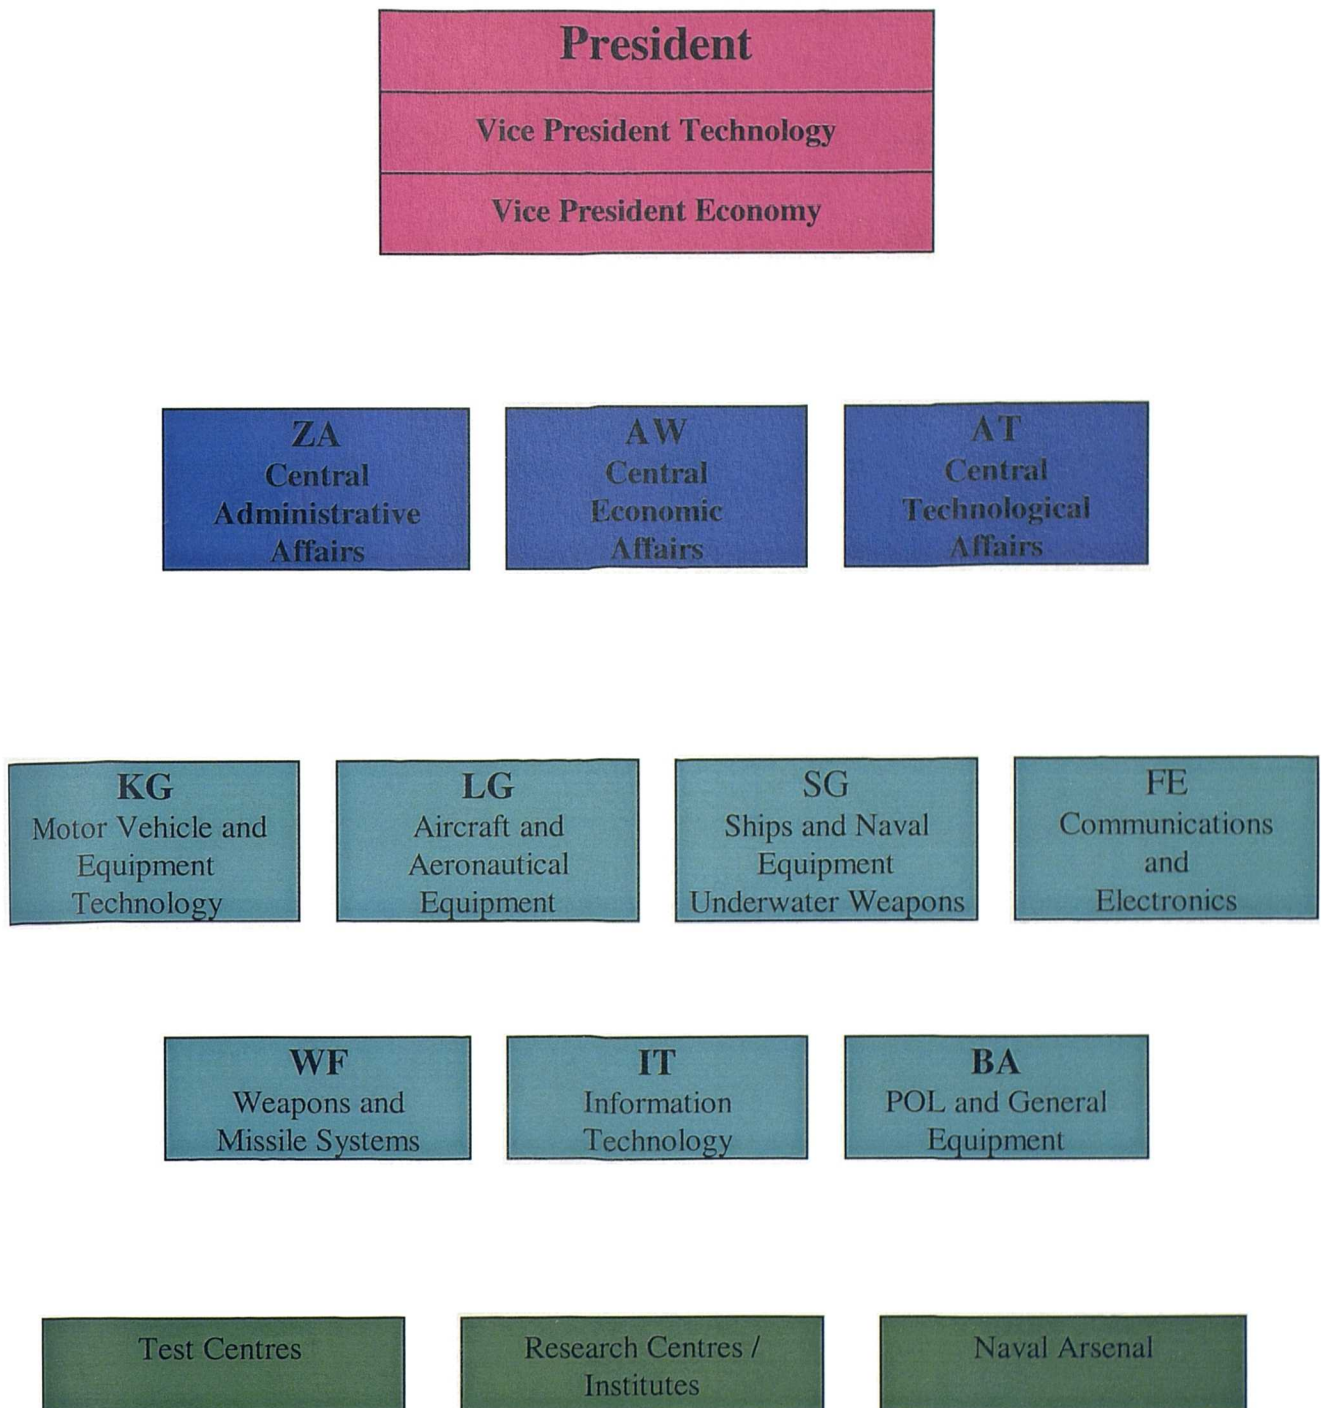 President
Vice President Technology
Vice President Economy
ZA
Central
Administrative
Affairs
AW
Central
Economic
Affairs
AT
Central
Technological
Affairs
KG
Motor Vehicle and
Equipment
Technology
LG
Aircraft and
Aeronautical
Equipment
SG
Ships and Naval
Equipment
Underwater Weapons
FE
Communications
and
Electronics
WF
Weapons and
Missile Systems
IT
Information
Technology
BA
POL and General
Equipment
Test Centres
Research Centres /
Institutes
Naval Arsenal